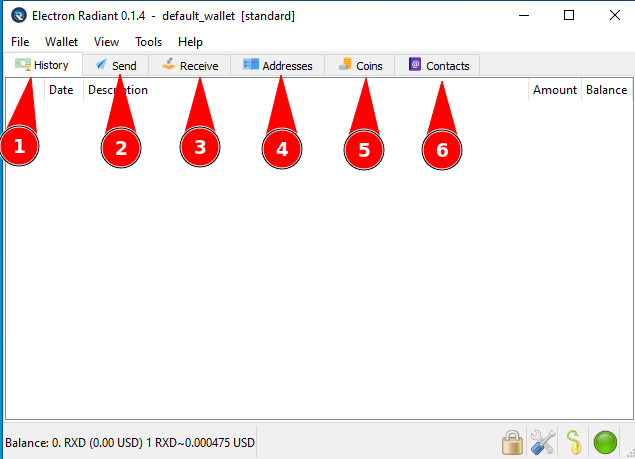 Electron Radiant 0.1.4 - default_wallet [standard]
File Wallet View Tools Help
History Send Receive Addresses Coins Contacts
Date Description Amount Balance
1 2 3 4 5 6
Balance: 0. RXD (0.00 USD) 1 RXD~0.000475 USD